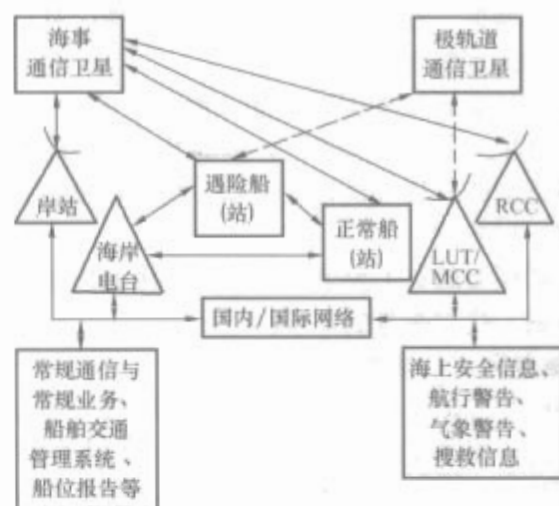 海事
通信卫星
极轨道
通信卫星
岸站
遇险船
(站)
RCC
海岸
电台
正常船
(站)
LUT/
MCC
国内/国际网络
常规通信与
常规业务、
船舶交通
管理系统、
船位报告等
海上安全信息、
航行警告、
气象警告、
搜救信息